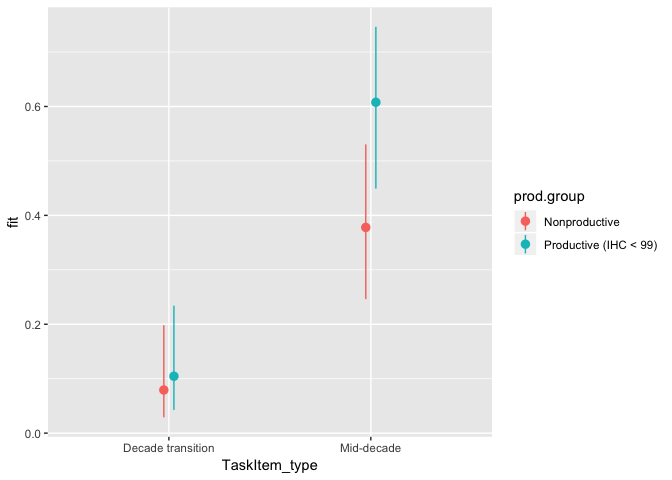 fit
0.6
0.4
0.2
0.0
Decade transition
Mid-decade
TaskItem_type
prod.group
Nonproductive
Productive (IHC < 99)